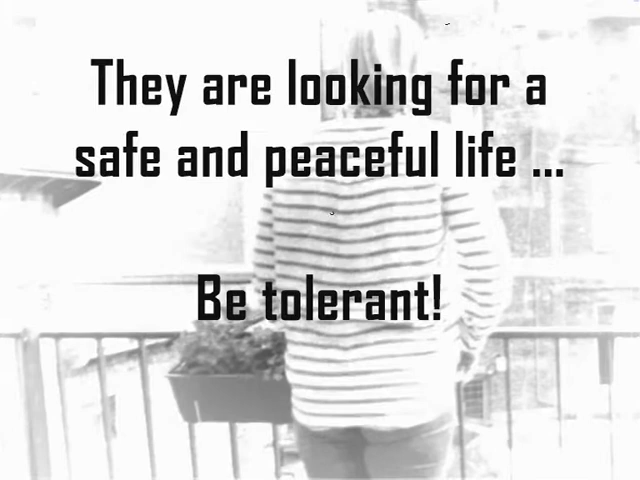 They are looking for a
safe and peaceful life ...
Be tolerant!